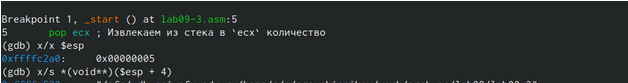 Breakpoint 1, _start () at lab09-3.asm:5
5 pop ecx ; Извлекаем из стека в `ecx` количество
(gdb) x/x $esp
0xffffc2a0: 0x00000005
(gdb) x/s *(void**)($esp + 4)